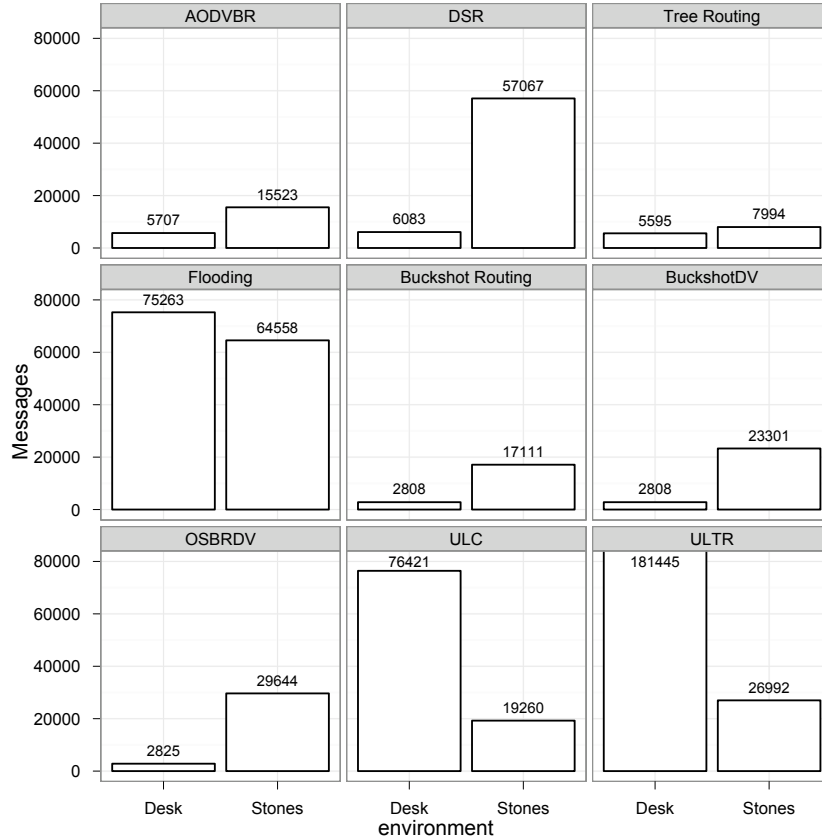 AODVBR
DSR
Tree Routing
80000
60000
40000
20000
0
5707
15523
6083
57067
5595
7994
Flooding
Buckshot Routing
BuckshotDV
80000
60000
40000
20000
0
75263
64558
2808
17111
2808
23301
Messages
OSBRDV
ULC
ULTR
80000
60000
40000
20000
0
2825
29644
76421
19260
181445
26992
Desk
Stones
Desk
Stones
Desk
Stones
environment